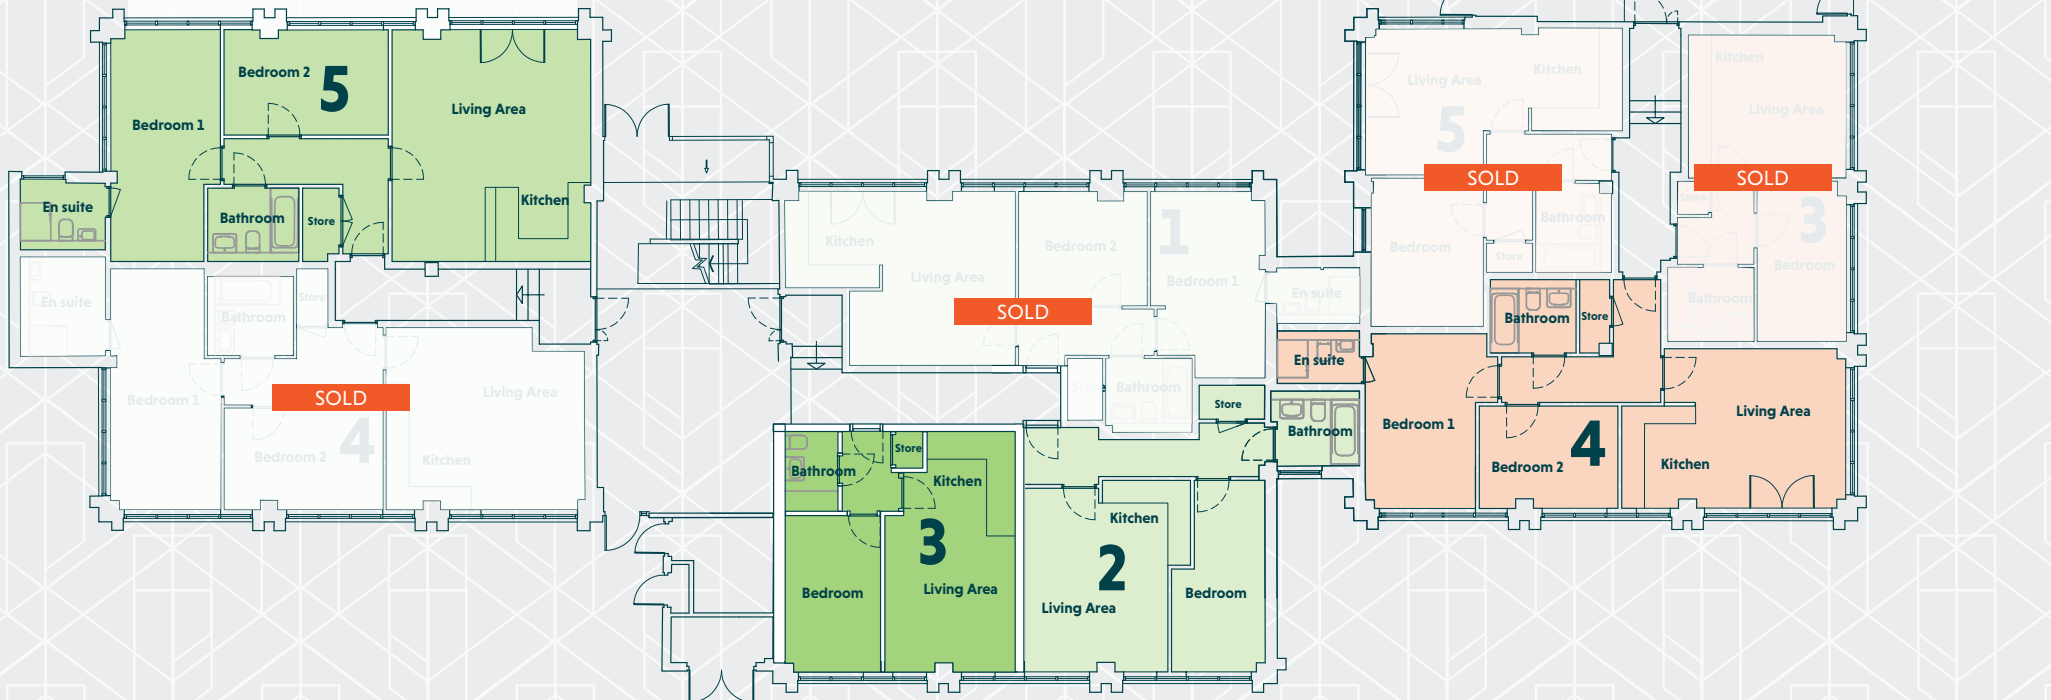 Bedroom 2
5
Living Area
Bedroom 1
Kitchen
En suite
Bathroom
Store
En suite
Store
Bathroom
SOLD
Living Area
Bedroom 1
4
Bedroom 2
Kitchen
Kitchen
Bedroom 2
1
Living Area
Bedroom 1
En suite
SOLD
Store
Bathroom
Store
Bathroom
Store
Bathroom
Kitchen
3
Living Area
Bedroom
Kitchen
2
Living Area
Bedroom
Living Area
Kitchen
5
SOLD
Bedroom
Bathroom
Store
Kitchen
Living Area
SOLD
Store
3
Bedroom
Bathroom
Bathroom
Store
En suite
Bedroom 1
Living Area
4
Bedroom 2
Kitchen